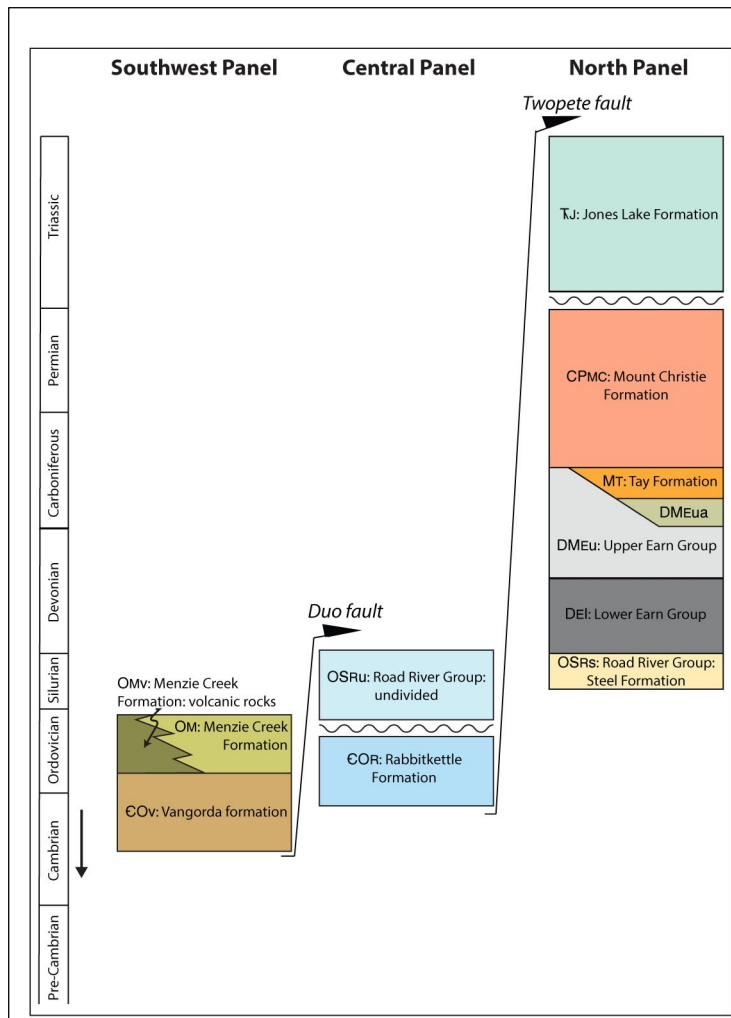 Southwest Panel
Central Panel
North Panel
Twopete fault
Triassic
Permian
Carboniferous
Devonian
Silurian
Ordovician
Cambrian
Pre-Cambrian
ꞆJ: Jones Lake Formation
CPMC: Mount Christie
Formation
MT: Tay Formation
DMEua
DMEu: Upper Earn Group
DEl: Lower Earn Group
OSRs: Road River Group:
Steel Formation
Duo fault
OSRu: Road River Group:
undivided
ЄOR: Rabbitkettle
Formation
OMv: Menzie Creek
Formation: volcanic rocks
OM: Menzie Creek
Formation
ЄOv: Vangorda formation